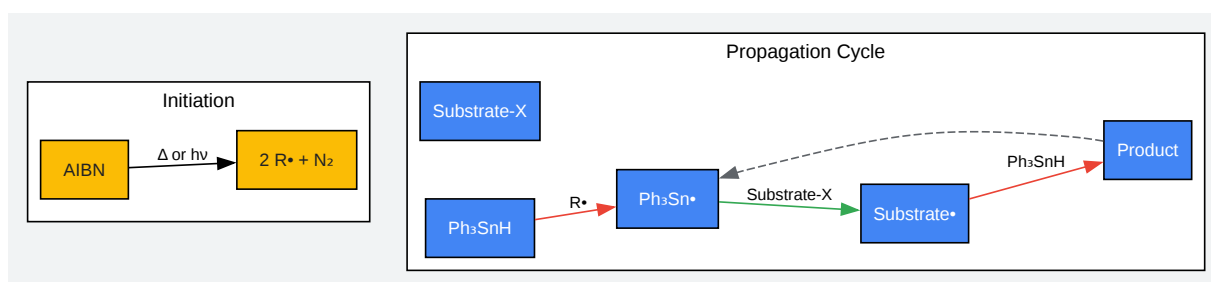 Initiation
AIBN
Δ or hν
2 R• + N₂
Propagation Cycle
Substrate-X
Ph₃SnH
R•
Ph₃Sn•
Substrate-X
Substrate•
Ph₃SnH
Product